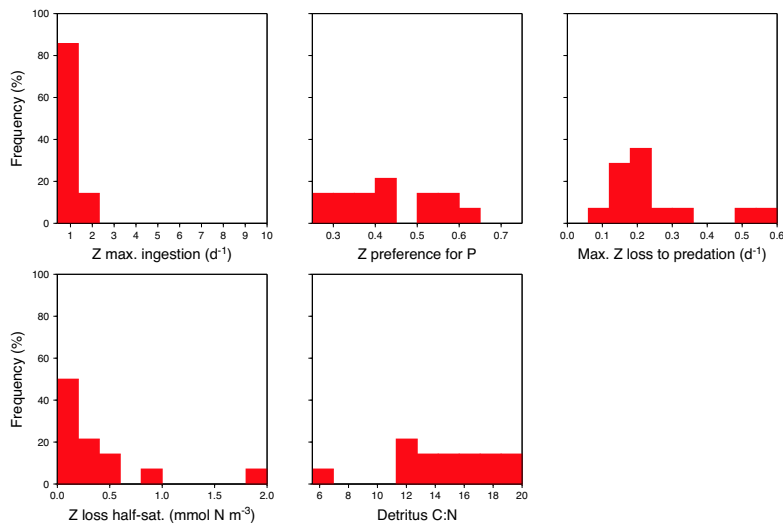 100
80
60
40
20
0
Frequency (%)
1 2 3 4 5 6 7 8 9 10
Z max. ingestion (d⁻¹)
0.3 0.4 0.5 0.6 0.7
Z preference for P
0.0 0.1 0.2 0.3 0.4 0.5 0.6
Max. Z loss to predation (d⁻¹)
100
80
60
40
20
0
Frequency (%)
0.0 0.5 1.0 1.5 2.0
Z loss half-sat. (mmol N m⁻³)
6 8 10 12 14 16 18 20
Detritus C:N